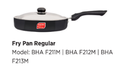 Fry Pan Regular
Model: BHA F211M | BHA F212M | BHA
F213M